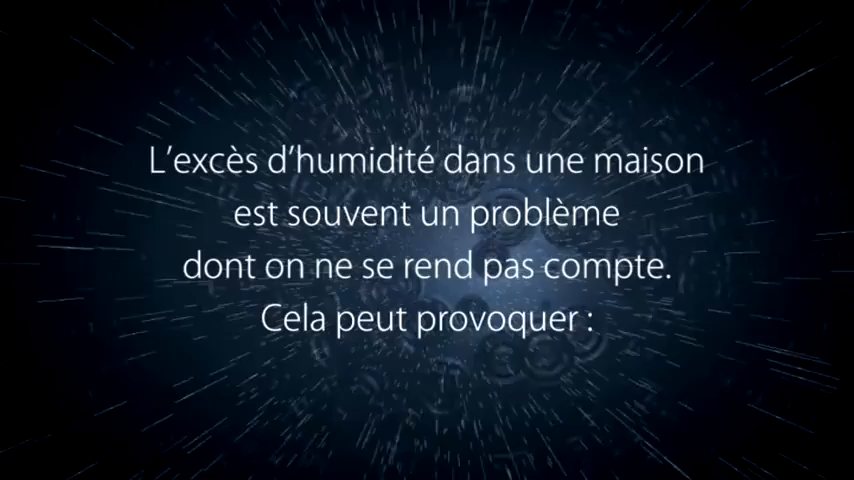 L’excès d’humidité dans une maison
est souvent un problème
dont on ne se rend pas compte.
Cela peut provoquer :